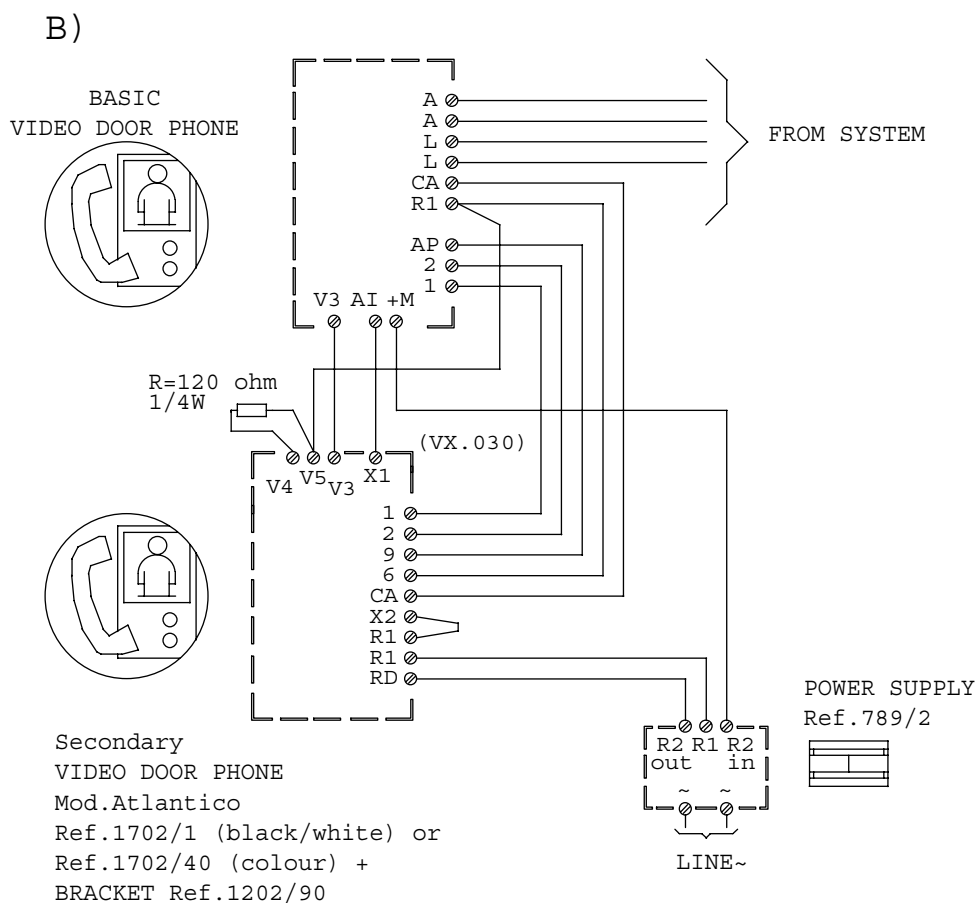 B)
BASIC
VIDEO DOOR PHONE
A
A
L
L
CA
R1
AP
2
1
V3 AI +M
FROM SYSTEM
R=120 ohm
1/4W
(VX.030)
V4 V5 V3 X1
1
2
9
6
CA
X2
R1
R1
RD
Secondary
VIDEO DOOR PHONE
Mod.Atlantico
Ref.1702/1 (black/white) or
Ref.1702/40 (colour) +
BRACKET Ref.1202/90
POWER SUPPLY
Ref.789/2
R2 R1 R2
out in
~ ~
LINE~